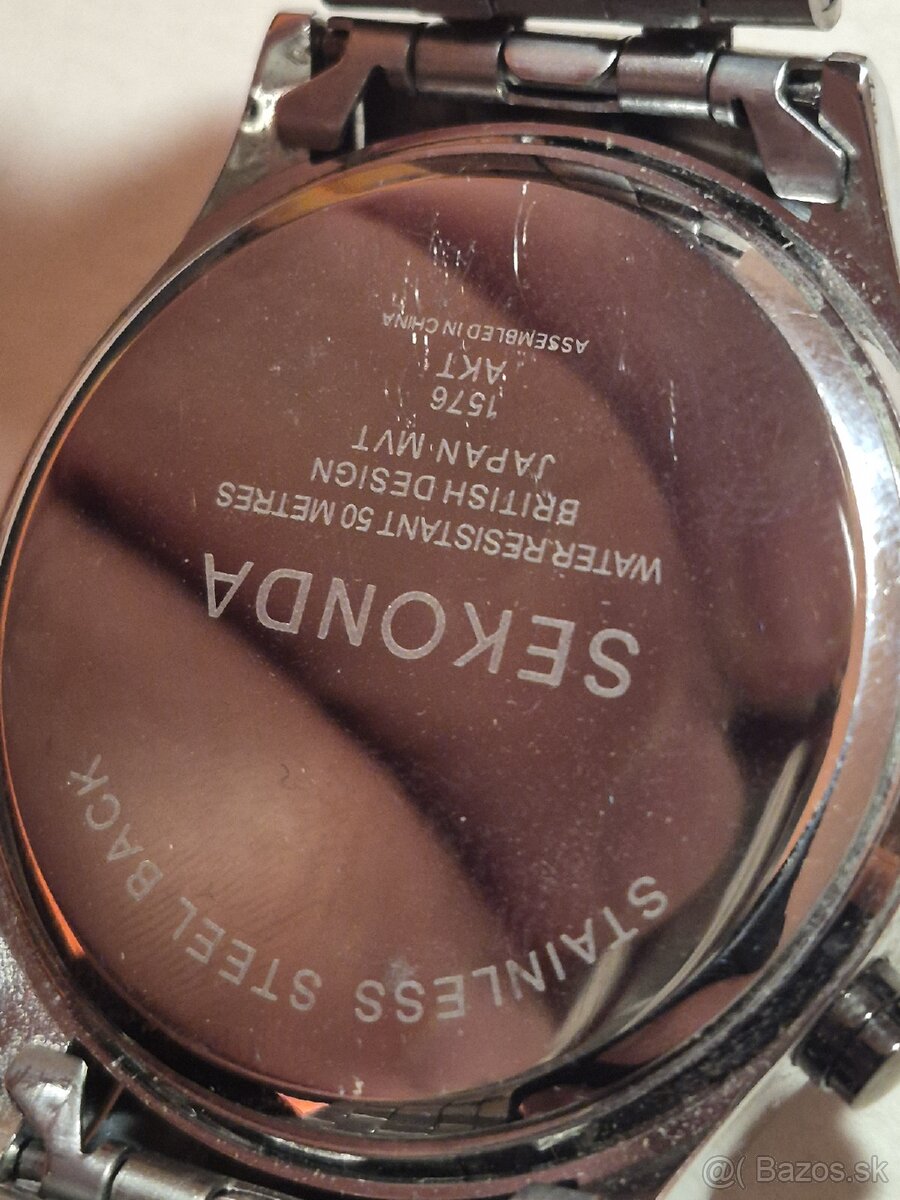 STAINLESS STEEL BACK
SEKONDA
WATER.RESISTANT 50 METRES
BRITISH DESIGN
JAPAN MVT
1576
AKT
ASSEMBLED IN CHINA
@( Bazos.sk